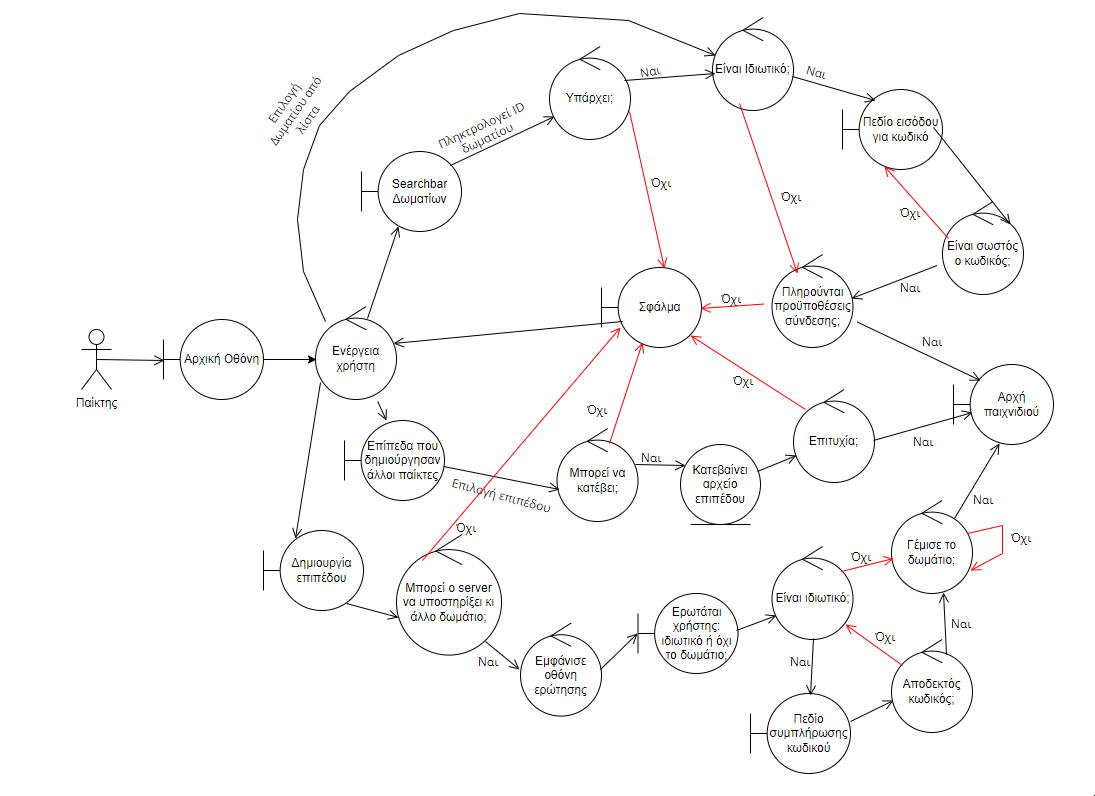 Είναι Ιδιωτικό;
Ναι
Ναι
Υπάρχει;
Επιλογή
Δωματίου από
λίστα
Πληκτρολογεί ID
δωματίου
Πεδίο εισόδου
για κωδικό
Searchbar
Δωματίων
Όχι
Όχι
Όχι
Είναι σωστός
ο κωδικός;
Ναι
Πληρούνται
προϋποθέσεις
σύνδεσης;
Όχι
Σφάλμα
Ναι
Ενέργεια
χρήστη
Αρχική Οθόνη
Παίκτης
Όχι
Όχι
Αρχή
παιχνιδιού
Επίπεδα που
δημιούργησαν
άλλοι παίκτες
Επιλογή επιπέδου
Μπορεί να
κατέβει;
Ναι
Κατεβαίνει
αρχείο
επιπέδου
Επιτυχία;
Ναι
Ναι
Όχι
Δημιουργία
επιπέδου
Μπορεί ο server
να υποστηρίξει κι
άλλο δωμάτιο;
Ναι
Εμφάνισε
οθόνη
ερώτησης
Ερωτάται
χρήστης:
ιδιωτικό ή όχι
το δωμάτιο;
Είναι ιδιωτικό;
Όχι
Γέμισε το
δωμάτιο;
Όχι
Ναι
Όχι
Ναι
Αποδεκτός
κωδικός;
Πεδίο
συμπλήρωσης
κωδικού